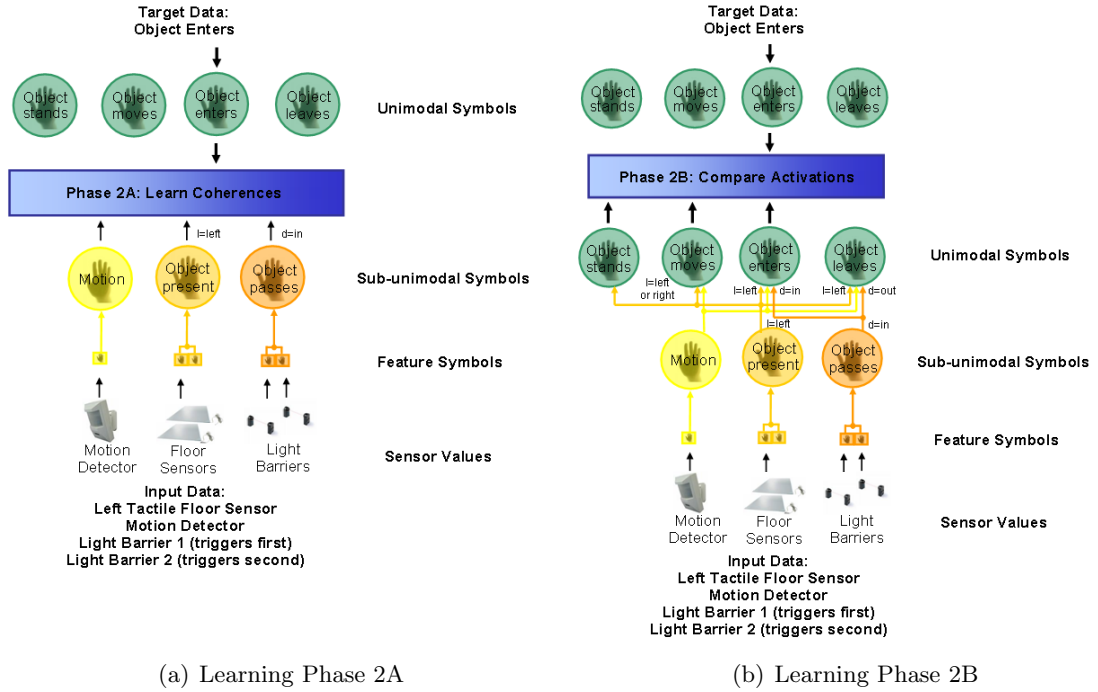 Target Data:
Object Enters
Object
stands
Object
moves
Object
enters
Object
leaves
Unimodal Symbols
Phase 2A: Learn Coherences
l=left
d=in
Motion
Object
present
Object
passes
Sub-unimodal Symbols
Feature Symbols
Motion
Detector
Floor
Sensors
Light
Barriers
Sensor Values
Input Data:
Left Tactile Floor Sensor
Motion Detector
Light Barrier 1 (triggers first)
Light Barrier 2 (triggers second)
(a) Learning Phase 2A
Target Data:
Object Enters
Object
stands
Object
moves
Object
enters
Object
leaves
Phase 2B: Compare Activations
Object
stands
Object
moves
Object
enters
Object
leaves
Unimodal Symbols
l=left
or right
l=left
d=in
l=left
d=out
l=left
d=in
Motion
Object
present
Object
passes
Sub-unimodal Symbols
Feature Symbols
Motion
Detector
Floor
Sensors
Light
Barriers
Sensor Values
Input Data:
Left Tactile Floor Sensor
Motion Detector
Light Barrier 1 (triggers first)
Light Barrier 2 (triggers second)
(b) Learning Phase 2B